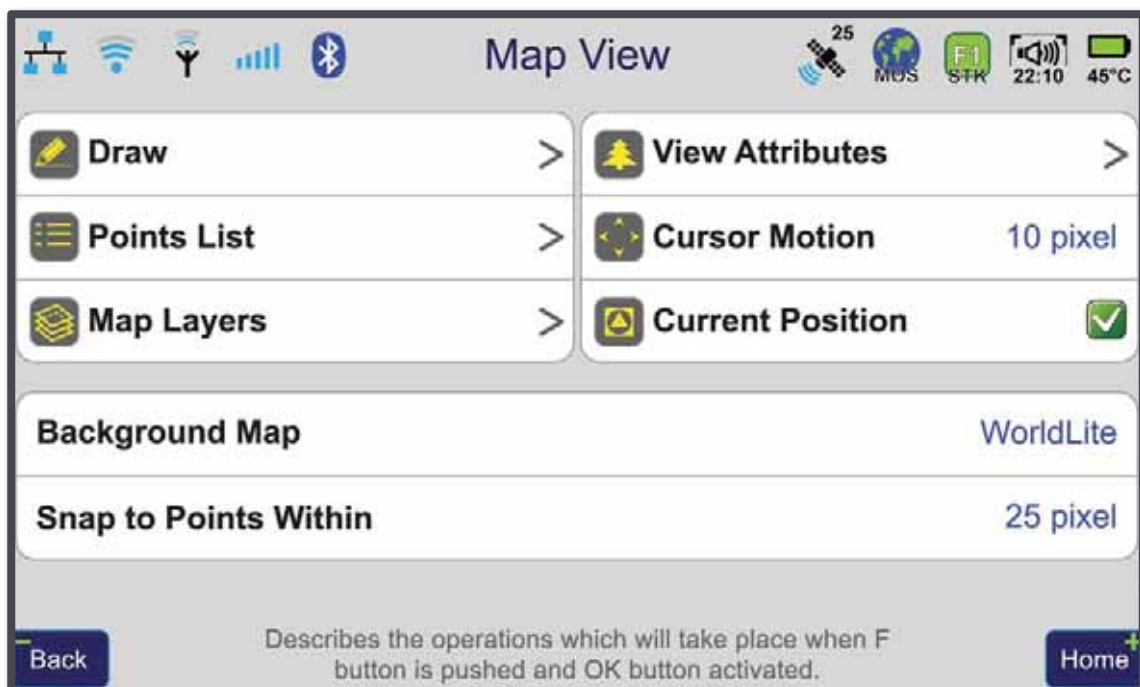 Map View
25
MOS
F1
STK
22:10
45°C
Draw
>
View Attributes
>
Points List
>
Cursor Motion
10 pixel
Map Layers
>
Current Position
Background Map
WorldLite
Snap to Points Within
25 pixel
Describes the operations which will take place when F
button is pushed and OK button activated.
Back
Home